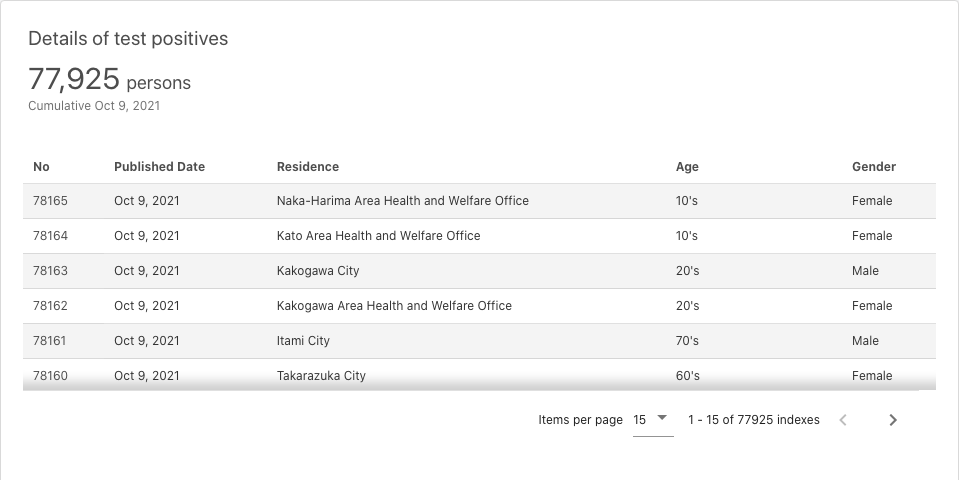 Details of test positives
77,925 persons
Cumulative Oct 9, 2021
No Published Date Residence Age Gender
78165 Oct 9, 2021 Naka-Harima Area Health and Welfare Office 10's Female
78164 Oct 9, 2021 Kato Area Health and Welfare Office 10's Female
78163 Oct 9, 2021 Kakogawa City 20's Male
78162 Oct 9, 2021 Kakogawa Area Health and Welfare Office 20's Female
78161 Oct 9, 2021 Itami City 70's Male
78160 Oct 9, 2021 Takarazuka City 60's Female
Items per page 15 1 - 15 of 77925 indexes